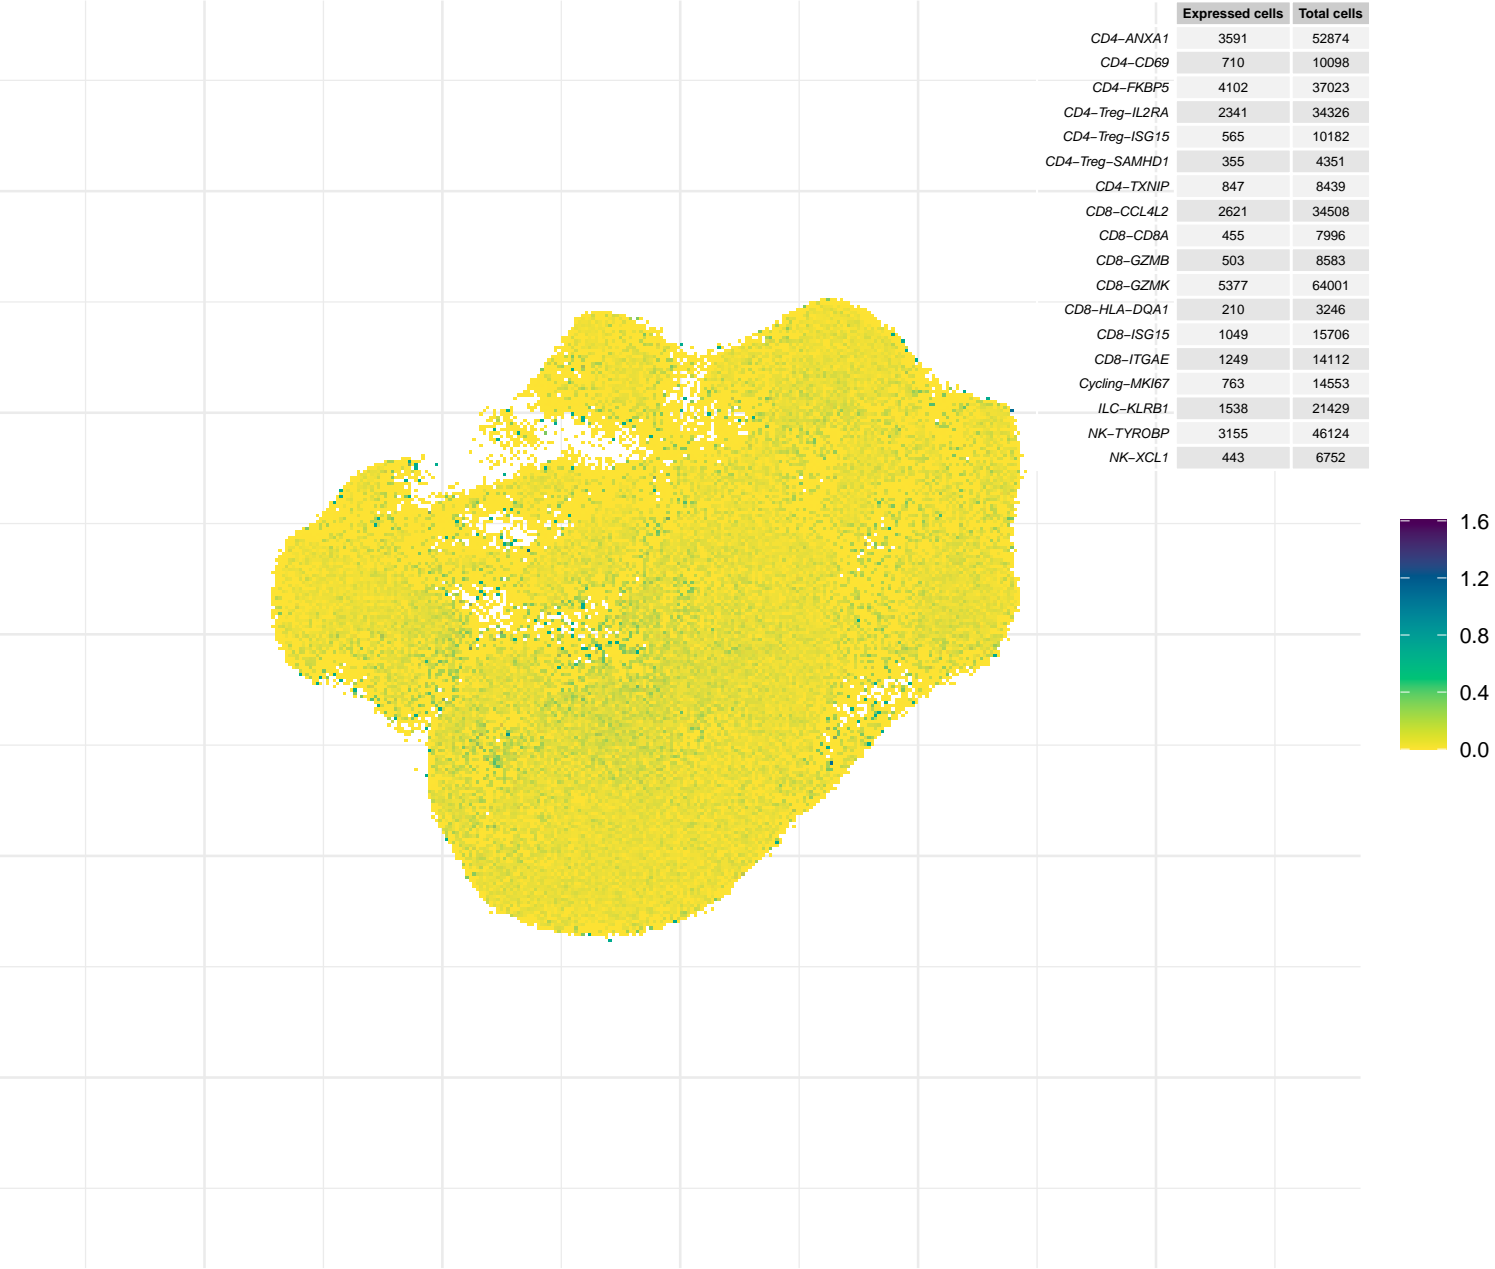 Expressed cells Total cells
CD4−ANXA1 3591 52874
CD4−CD69 710 10098
CD4−FKBP5 4102 37023
CD4−Treg−IL2RA 2341 34326
CD4−Treg−ISG15 565 10182
CD4−Treg−SAMHD1 355 4351
CD4−TXNIP 847 8439
CD8−CCL4L2 2621 34508
CD8−CD8A 455 7996
CD8−GZMB 503 8583
CD8−GZMK 5377 64001
CD8−HLA−DQA1 210 3246
CD8−ISG15 1049 15706
CD8−ITGAE 1249 14112
Cycling−MKI67 763 14553
ILC−KLRB1 1538 21429
NK−TYROBP 3155 46124
NK−XCL1 443 6752
1.6
1.2
0.8
0.4
0.0